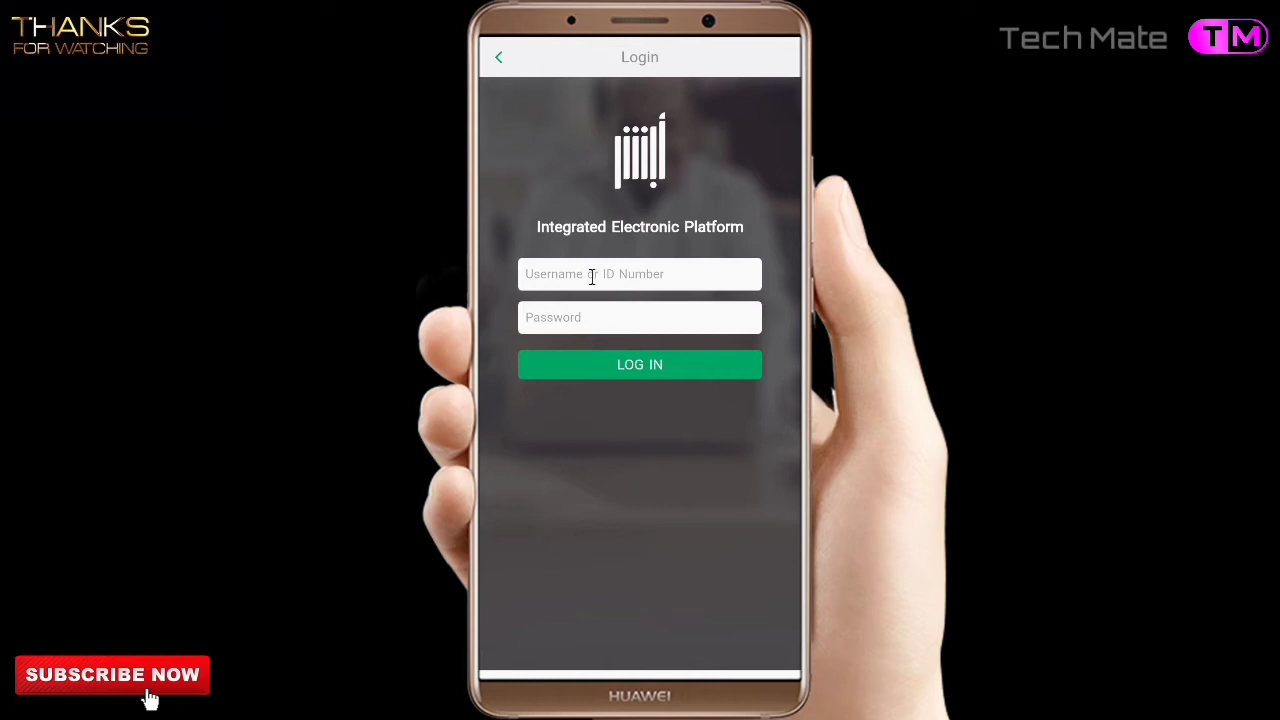 THANKS
FOR WATCHING
Tech Mate TM
Login
أبشر
Integrated Electronic Platform
Username or ID Number
Password
LOG IN
SUBSCRIBE NOW
HUAWEI